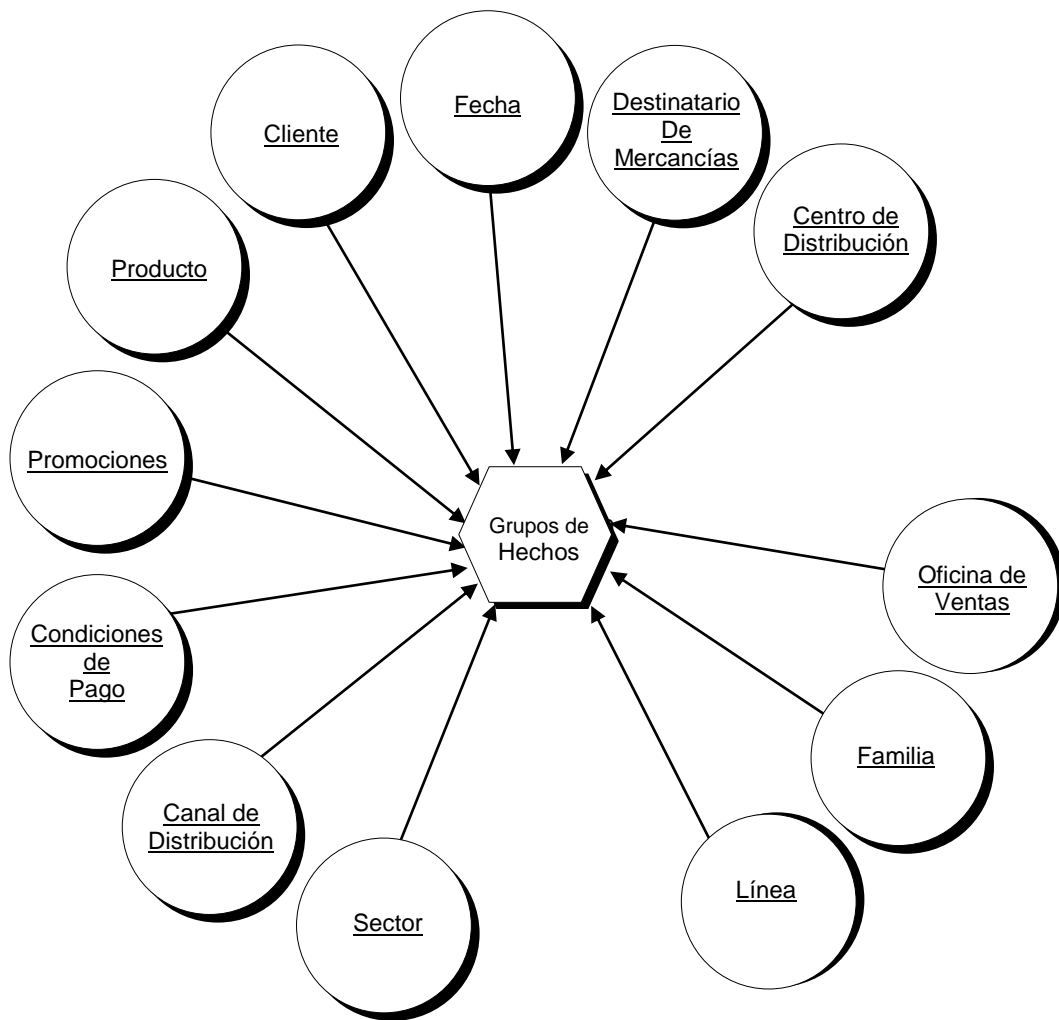 Fecha
Destinatario
De
Mercancías
Cliente
Centro de
Distribución
Producto
Promociones
Grupos de
Hechos
Oficina de
Ventas
Condiciones
de
Pago
Familia
Canal de
Distribución
Línea
Sector